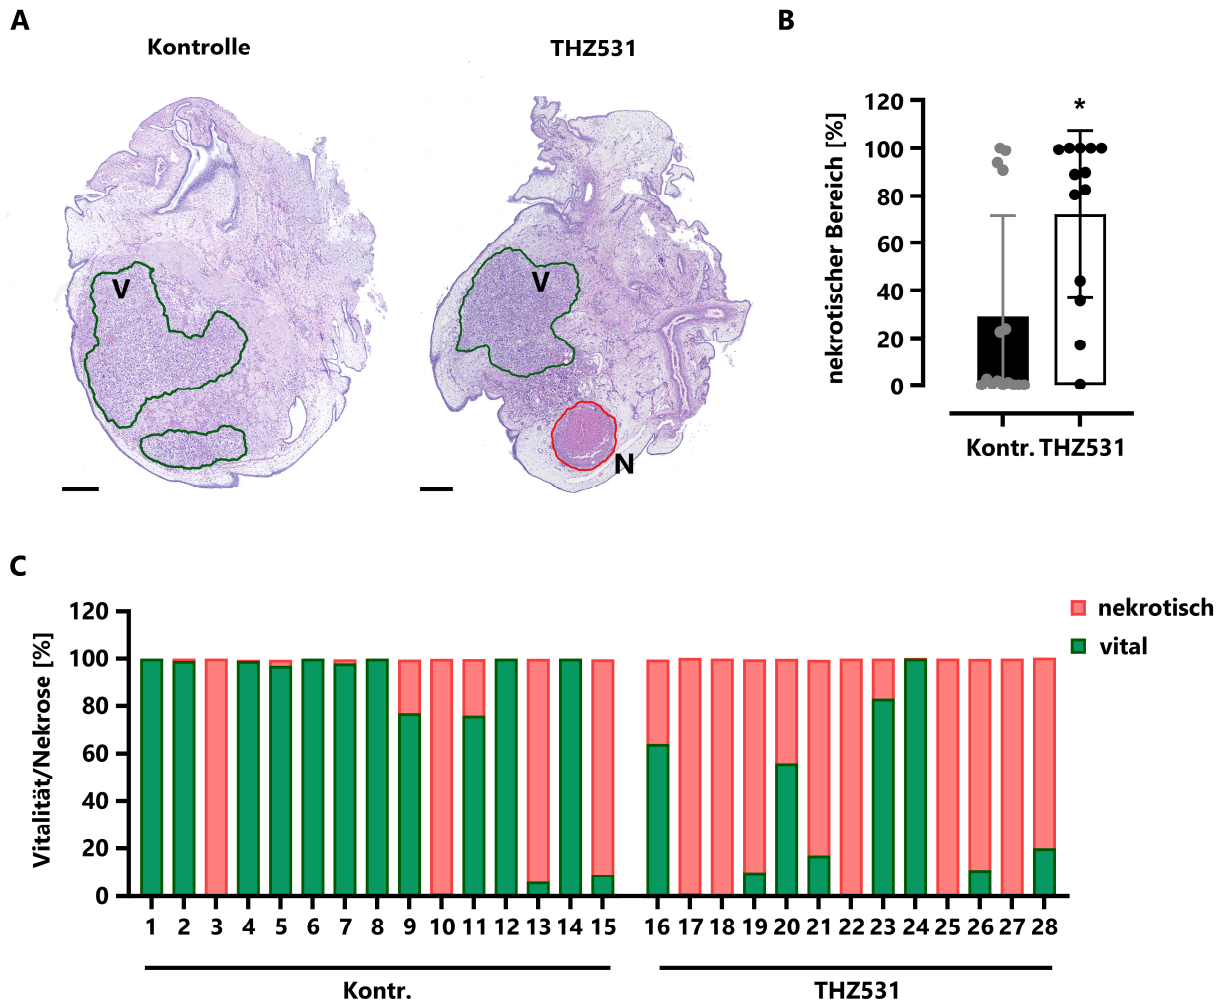 A
Kontrolle
THZ531
V
V
N
B
nekrotischer Bereich [%]
120
100
80
60
40
20
0
*
Kontr. THZ531
C
Vitalität/Nekrose [%]
120
100
80
60
40
20
0
1 2 3 4 5 6 7 8 9 10 11 12 13 14 15 16 17 18 19 20 21 22 23 24 25 26 27 28
Kontr. THZ531
nekrotisch
vital